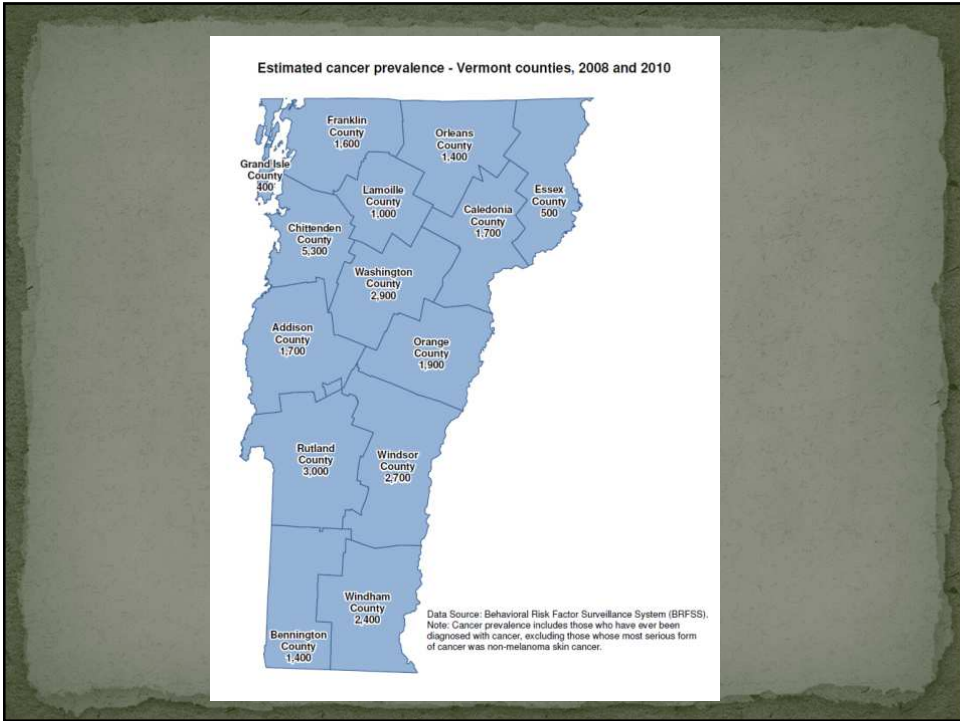 Estimated cancer prevalence - Vermont counties, 2008 and 2010
Franklin
County
1,600
Orleans
County
1,400
Grand Isle
County
400
Lamoille
County
1,000
Essex
County
500
Caledonia
County
1,700
Chittenden
County
5,300
Washington
County
2,900
Addison
County
1,700
Orange
County
1,900
Rutland
County
3,000
Windsor
County
2,700
Windham
County
2,400
Bennington
County
1,400
Data Source: Behavioral Risk Factor Surveillance System (BRFSS).
Note: Cancer prevalence includes those who have ever been
diagnosed with cancer, excluding those whose most serious form
of cancer was non-melanoma skin cancer.